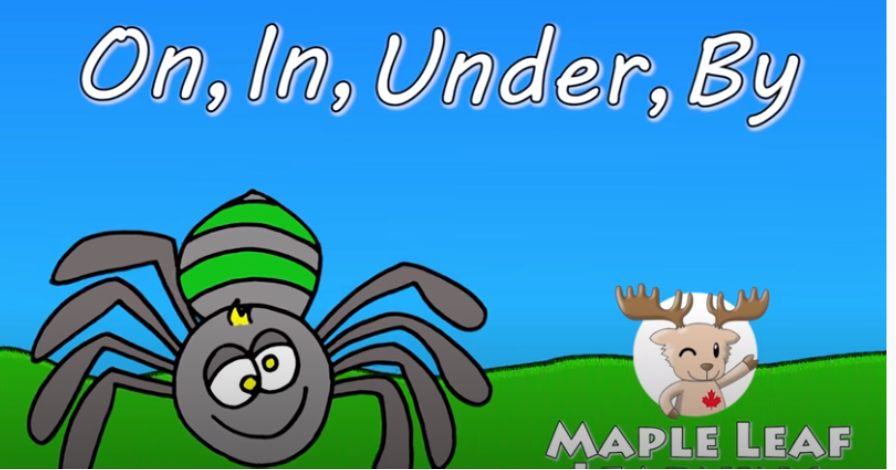 On, In, Under, By
MAPLE LEAF